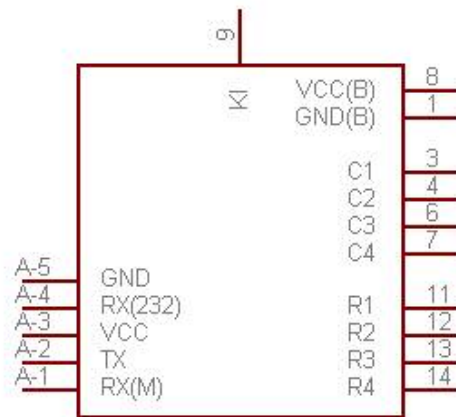 9
KI
VCC(B) 8
GND(B) 1
C1 3
C2 4
C3 6
C4 7
A-5 GND
A-4 RX(232) R1 11
A-3 VCC R2 12
A-2 TX R3 13
A-1 RX(M) R4 14